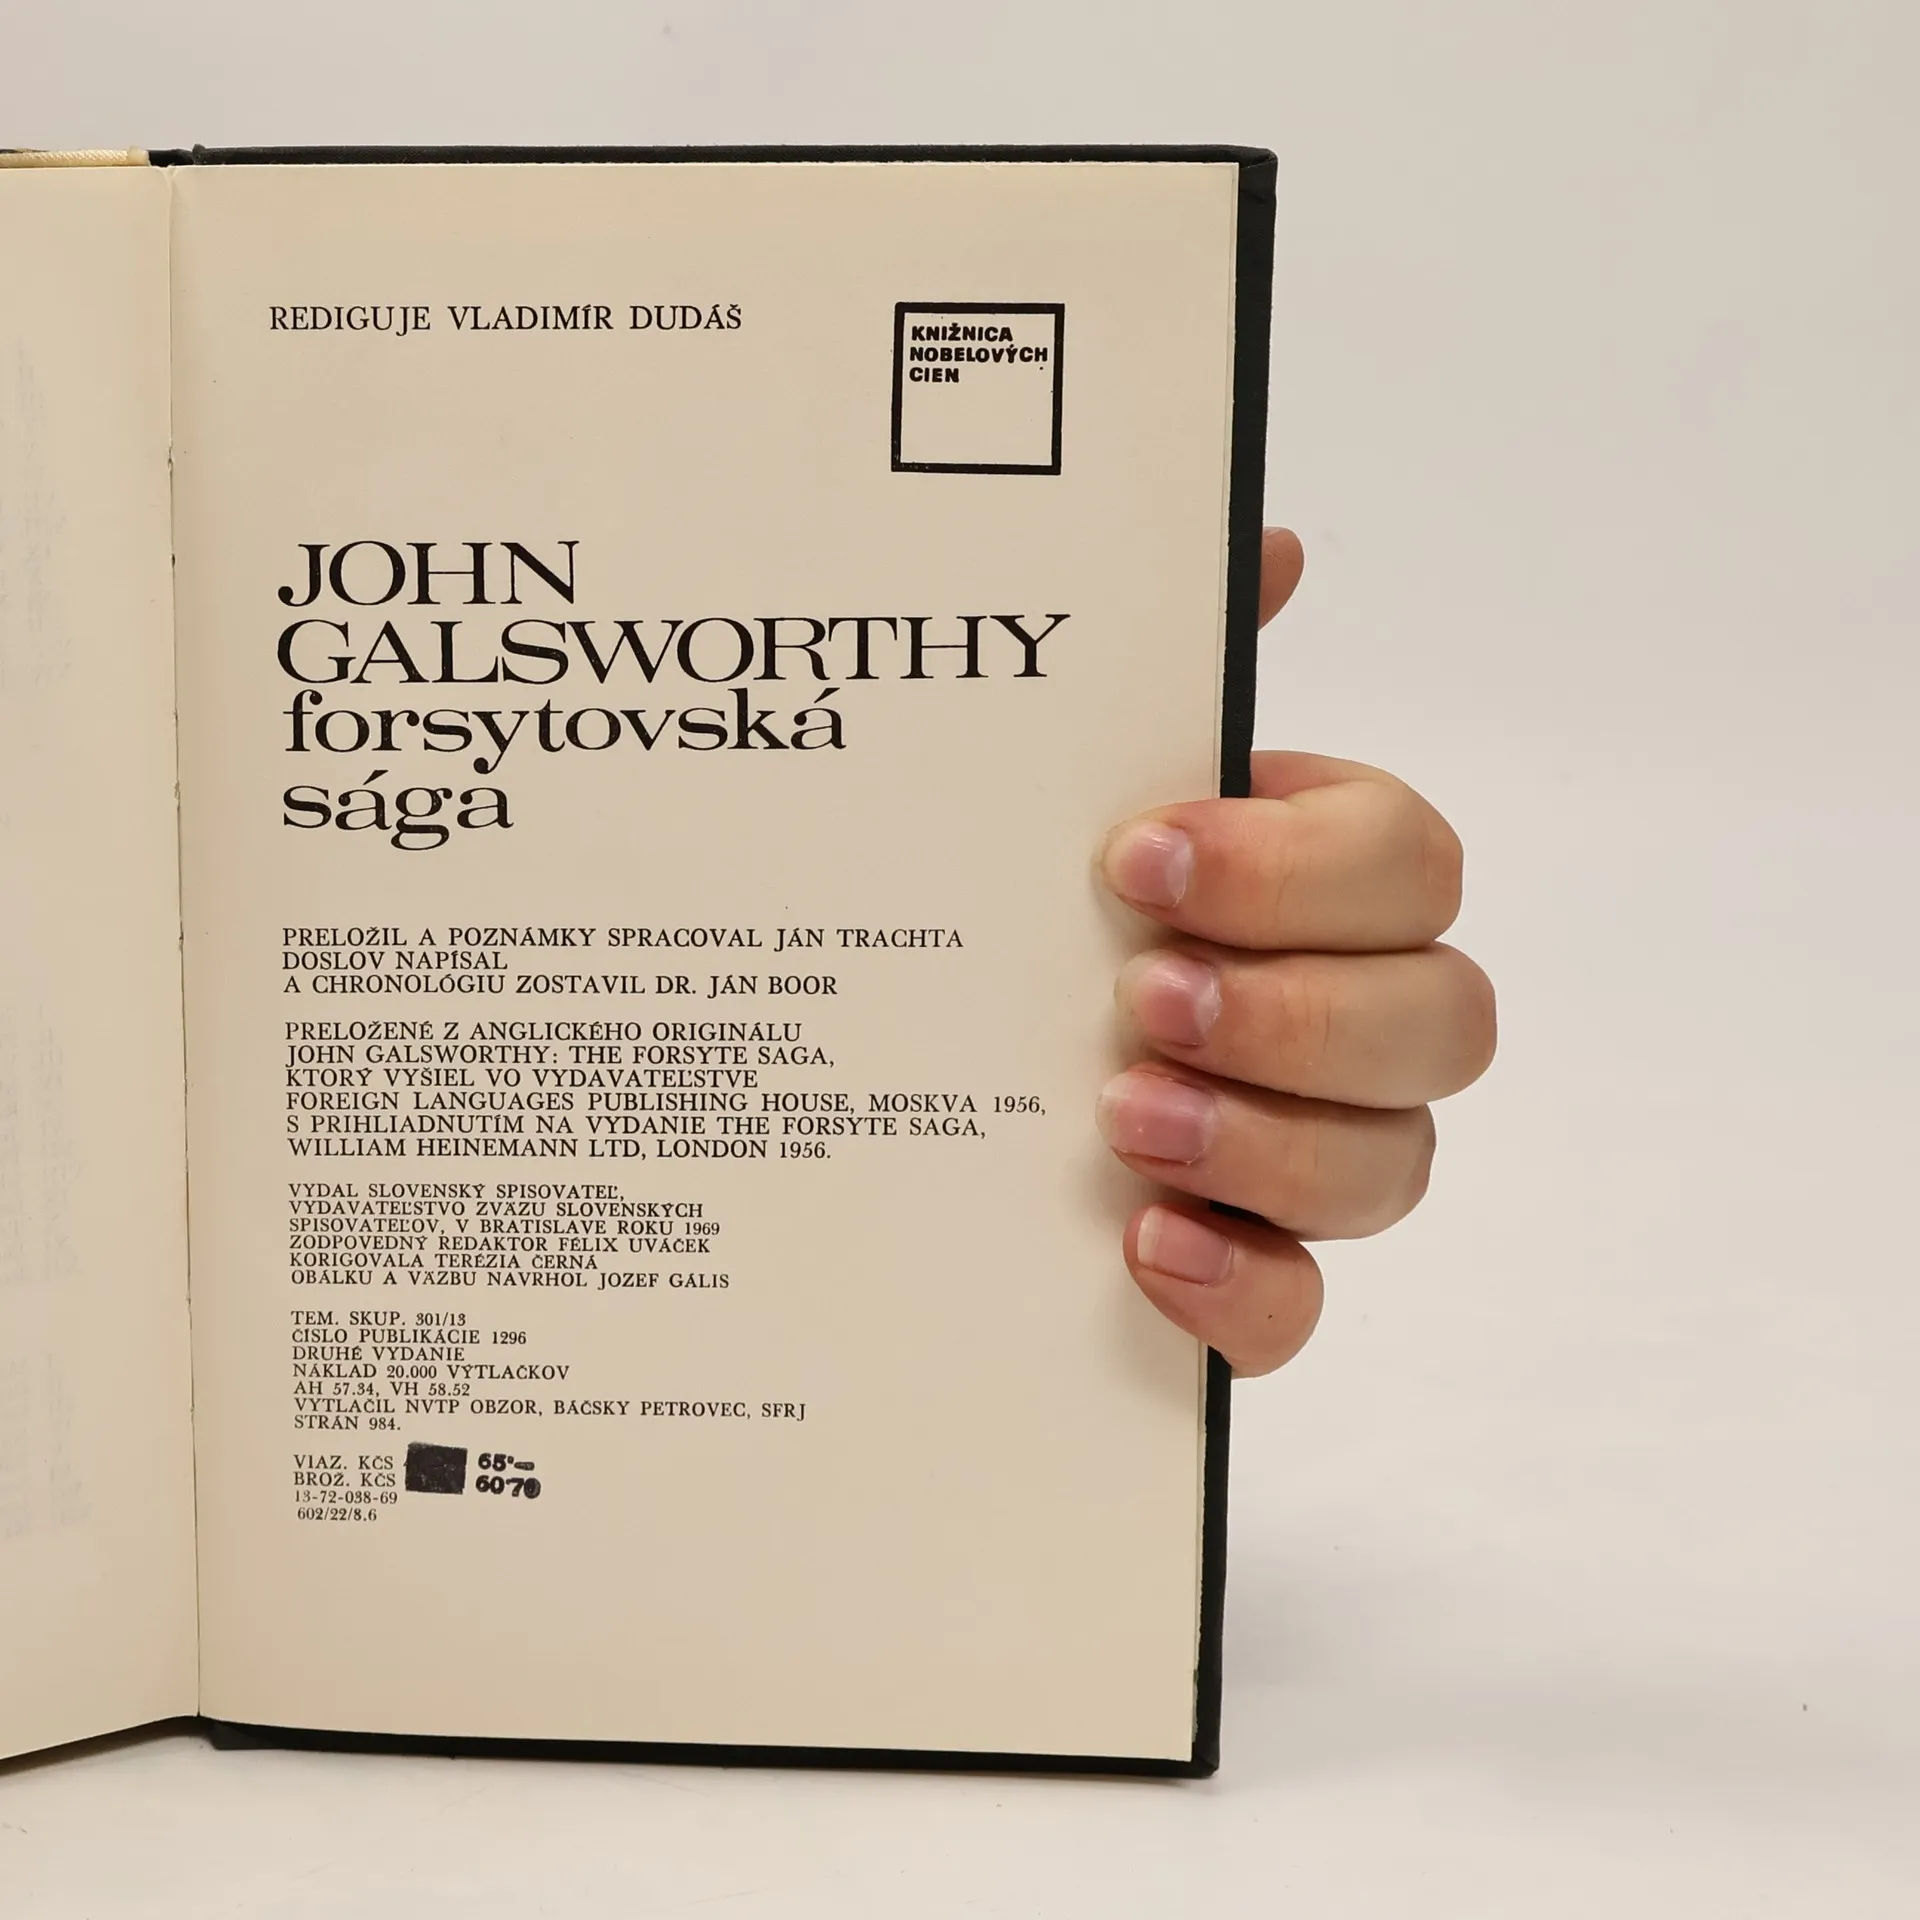 REDIGUJE VLADIMÍR DUDÁŠ
KNIŽNICA
NOBELOVÝCH
CIEN
JOHN
GALSWORTHY
forsytovská
sága
PRELOŽIL A POZNÁMKY SPRACOVAL JÁN TRACHTA
DOSLOV NAPÍSAL
A CHRONOLÓGIU ZOSTAVIL DR. JÁN BOOR
PRELOŽENÉ Z ANGLICKÉHO ORIGINÁLU
JOHN GALSWORTHY: THE FORSYTE SAGA,
KTORÝ VYŠIEL VO VYDAVATEĽSTVE
FOREIGN LANGUAGES PUBLISHING HOUSE, MOSKVA 1956,
S PRIHLIADNUTÍM NA VYDANIE THE FORSYTE SAGA,
WILLIAM HEINEMANN LTD, LONDON 1956.
VYDAL SLOVENSKÝ SPISOVATEĽ,
VYDAVATEĽSTVO ZVÄZU SLOVENSKÝCH
SPISOVATEĽOV, V BRATISLAVE ROKU 1969
ZODPOVEDNÝ REDAKTOR FÉLIX UVÁČEK
KORIGOVALA TERÉZIA ČERNÁ
OBÁLKU A VÄZBU NAVRHOL JOZEF GÁLIS
TEM. SKUP. 301/13
ČÍSLO PUBLIKÁCIE 1296
DRUHÉ VYDANIE
NÁKLAD 20.000 VÝTLAČKOV
AH 57.34, VH 58.52
VYTLAČIL NVTP OBZOR, BÁČSKY PETROVEC, SFRJ
STRÁN 984.
VIAZ. KČS 65·—
BROŽ. KČS 60·70
13-72-038-69
602/22/8.6